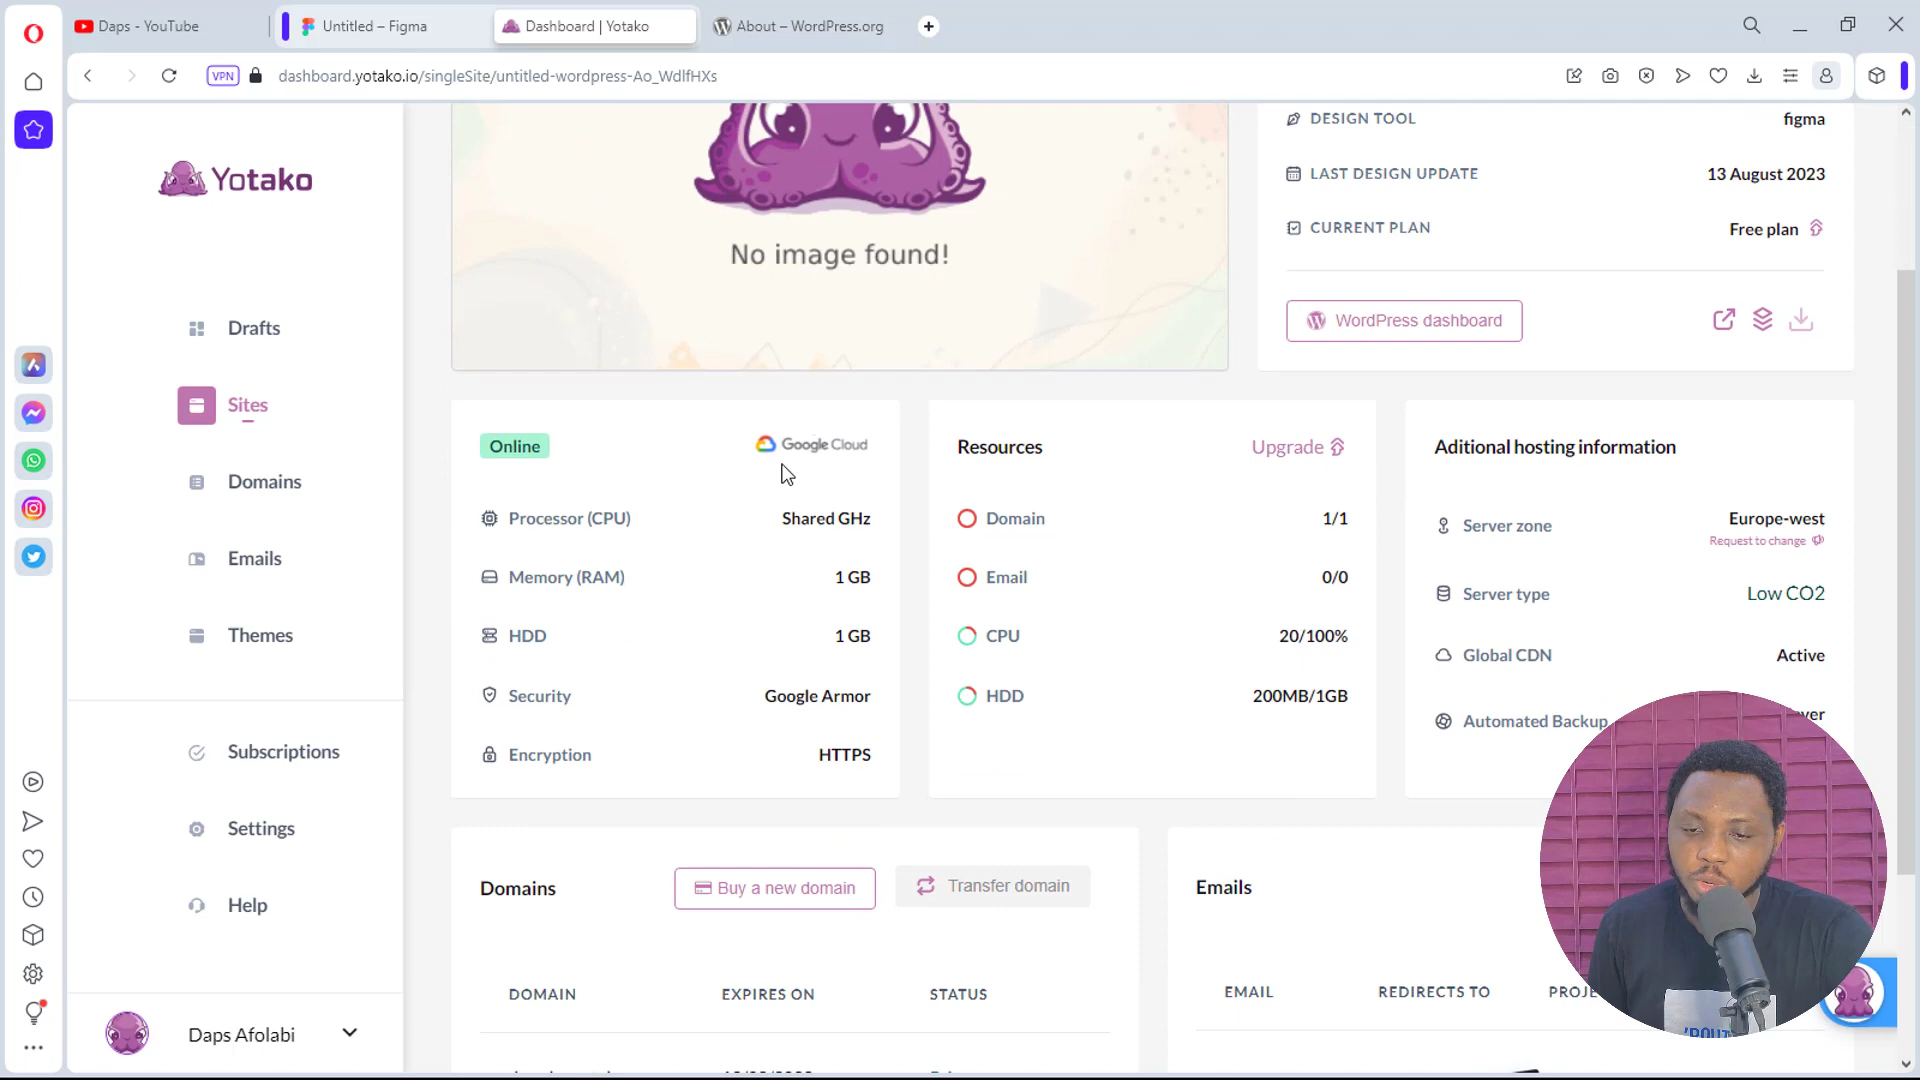 Daps - YouTube
Untitled – Figma
Dashboard | Yotako
About – WordPress.org
VPN
dashboard.yotako.io/singleSite/untitled-wordpress-Ao_WdlfHXs
Yotako
Drafts
Sites
Domains
Emails
Themes
Subscriptions
Settings
Help
Daps Afolabi
No image found!
DESIGN TOOL
figma
LAST DESIGN UPDATE
13 August 2023
CURRENT PLAN
Free plan
WordPress dashboard
Online
Google Cloud
Processor (CPU)
Shared GHz
Memory (RAM)
1 GB
HDD
1 GB
Security
Google Armor
Encryption
HTTPS
Resources
Upgrade
Domain
1/1
Email
0/0
CPU
20/100%
HDD
200MB/1GB
Aditional hosting information
Server zone
Europe-west
Request to change
Server type
Low CO2
Global CDN
Active
Automated Backup
Domains
Buy a new domain
Transfer domain
DOMAIN
EXPIRES ON
STATUS
Emails
EMAIL
REDIRECTS TO